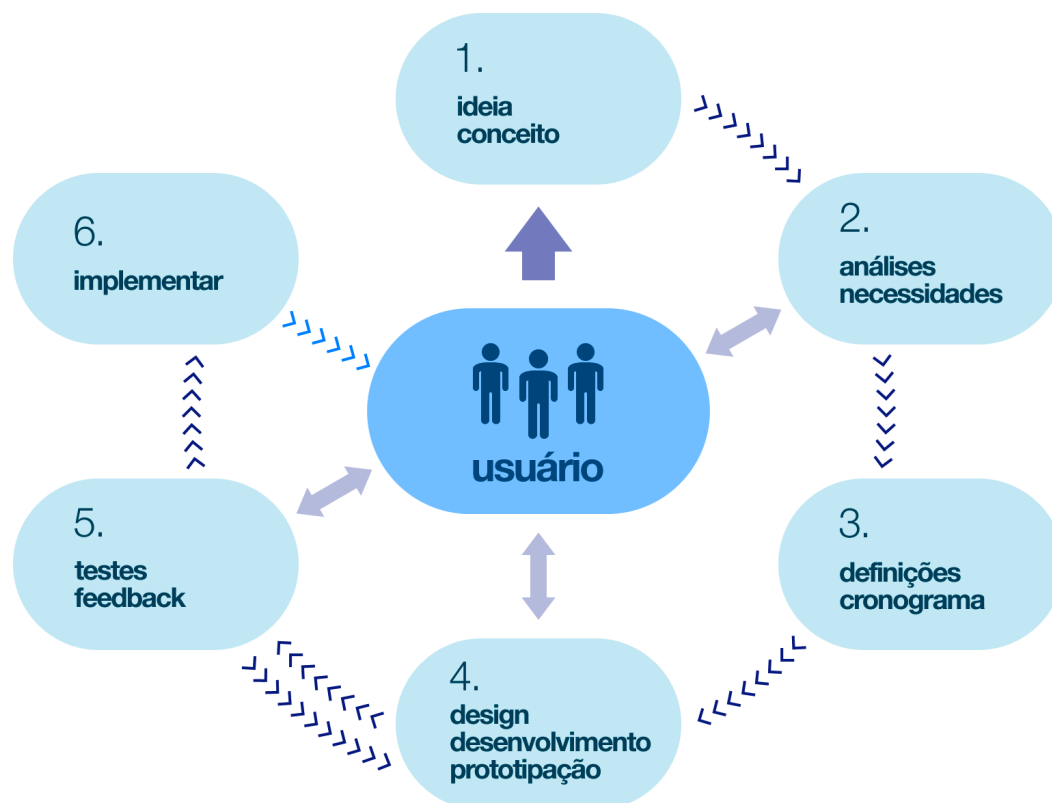 1.
ideia
conceito
2.
análises
necessidades
3.
definições
cronograma
4.
design
desenvolvimento
prototipação
5.
testes
feedback
6.
implementar
usuário